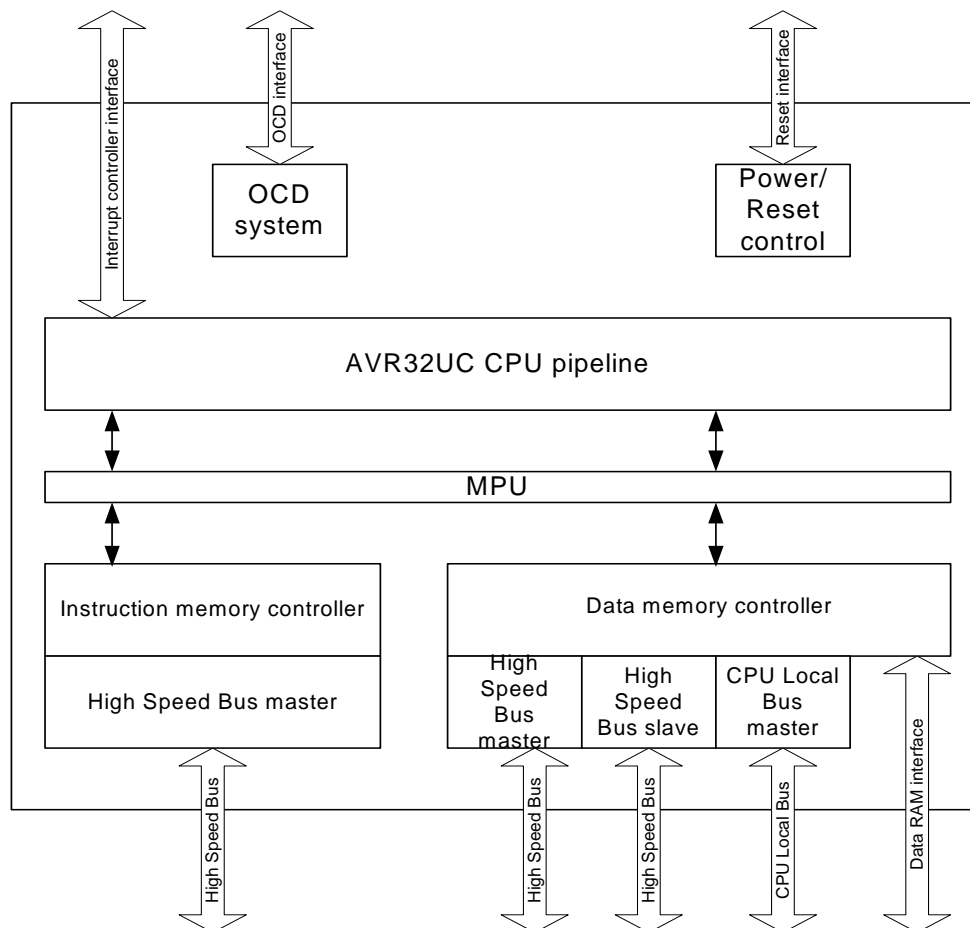 Interrupt controller interface
OCD interface
Reset interface
OCD
system
Power/
Reset
control
AVR32UC CPU pipeline
MPU
Instruction memory controller
Data memory controller
High Speed Bus master
High
Speed
Bus
master
High
Speed
Bus slave
CPU Local
Bus
master
High Speed Bus
High Speed Bus
High Speed Bus
CPU Local Bus
Data RAM interface